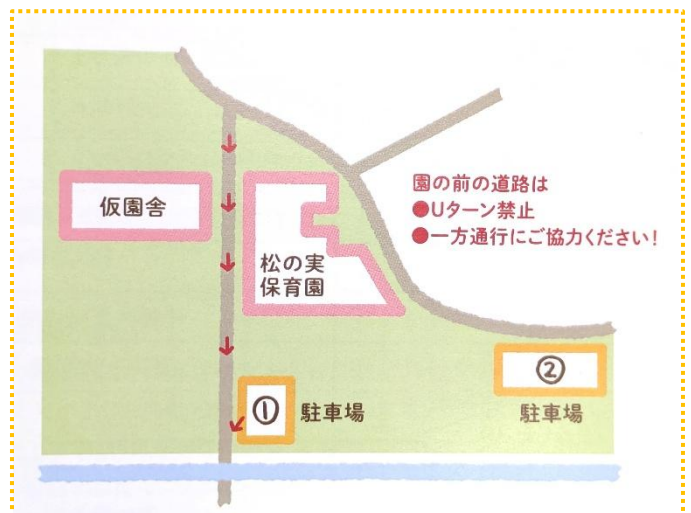 園の前の道路は
●Uターン禁止
●一方通行にご協力ください!
仮園舎
松の実
保育園
① 駐車場
②
駐車場